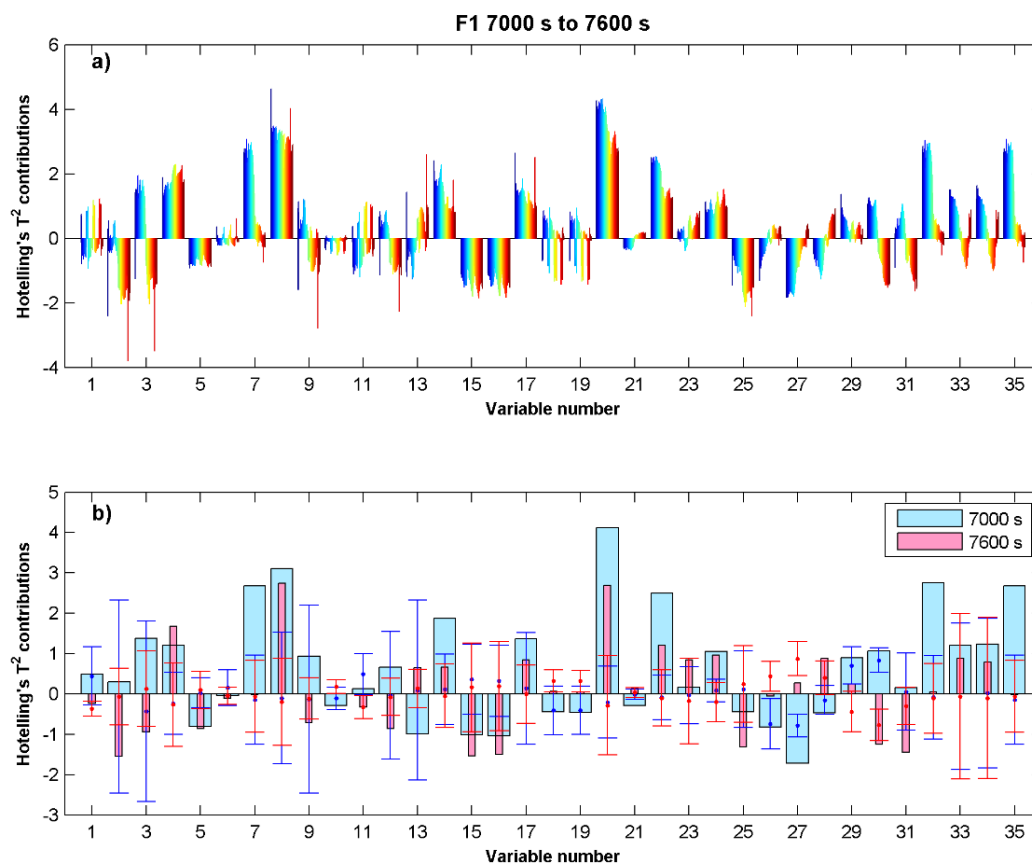 F1 7000 s to 7600 s
a)
Hotelling's T² contributions
6
4
2
0
-2
-4
1 3 5 7 9 11 13 15 17 19 21 23 25 27 29 31 33 35
Variable number
b)
Hotelling's T² contributions
7000 s
7600 s
5
4
3
2
1
0
-1
-2
-3
1 3 5 7 9 11 13 15 17 19 21 23 25 27 29 31 33 35
Variable number